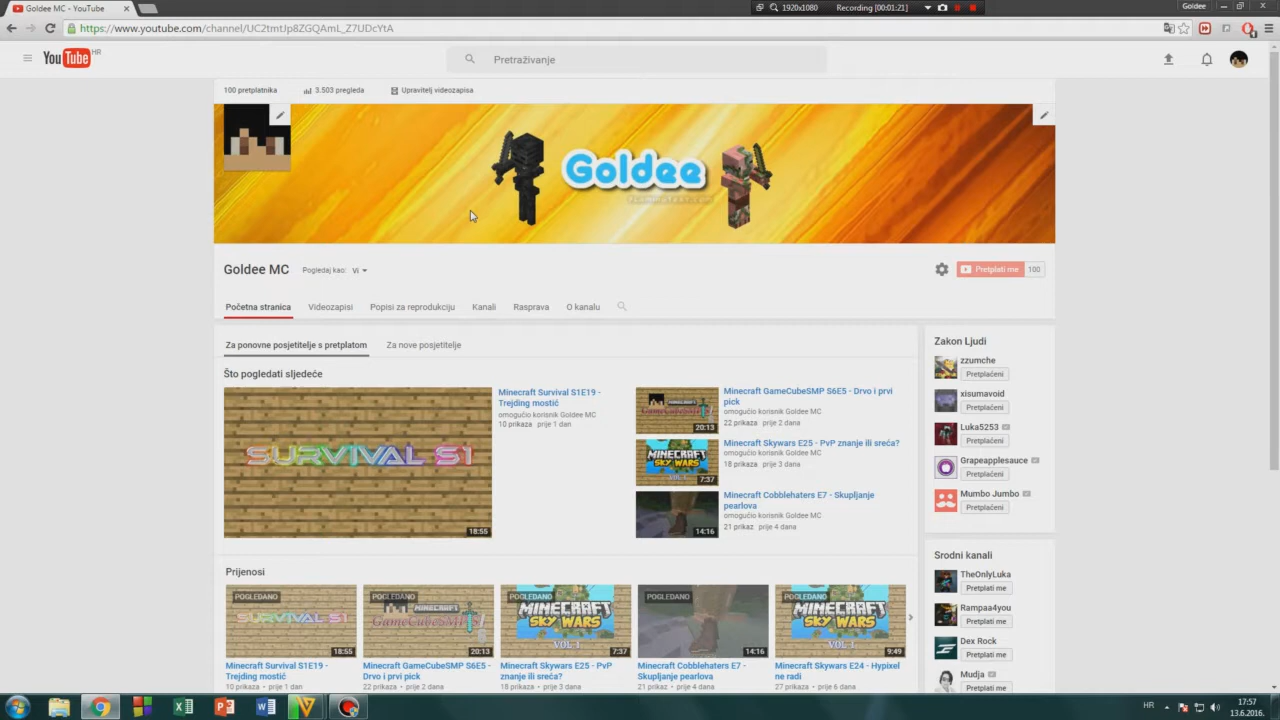 Goldee MC - YouTube
1920x1080
Recording [00:01:21]
Goldee
https://www.youtube.com/channel/UC2tmtJp8ZGQAmL_Z7UDcYtA
YouTube HR
Pretraživanje
100 pretplatnika
3.503 pregleda
Upravitelj videozapisa
Goldee
Goldee MC
Pogledaj kao: Vi
Pretplati me 100
Početna stranica
Videozapisi
Popisi za reprodukciju
Kanali
Rasprava
O kanalu
Za ponovne posjetitelje s pretplatom
Za nove posjetitelje
Što pogledati sljedeće
SURVIVAL S1
18:55
Minecraft Survival S1E19 -
Trejding mostić
omogućio korisnik Goldee MC
10 prikaza prije 1 dan
MINECRAFT
GameCubeSMP
20:13
Minecraft GameCubeSMP S6E5 - Drvo i prvi
pick
omogućio korisnik Goldee MC
22 prikaza prije 2 dana
MINECRAFT
SKY WARS
7:37
Minecraft Skywars E25 - PvP znanje ili sreća?
omogućio korisnik Goldee MC
18 prikaza prije 3 dana
14:16
Minecraft Cobblehaters E7 - Skupljanje
pearlova
omogućio korisnik Goldee MC
21 prikaz prije 4 dana
Zakon Ljudi
zzumche
Pretplaćeni
xisumavoid
Pretplaćeni
Luka5253
Pretplaćeni
Grapeapplesauce
Pretplaćeni
Mumbo Jumbo
Pretplaćeni
Srodni kanali
TheOnlyLuka
Pretplati me
Rampaa4you
Pretplati me
Dex Rock
Pretplati me
Mudja
Pretplati me
Prijenosi
POGLEDANO
SURVIVAL S1
18:55
Minecraft Survival S1E19 -
Trejding mostić
10 prikaza • prije 1 dan
POGLEDANO
MINECRAFT
GameCubeSMP
20:13
Minecraft GameCubeSMP S6E5 -
Drvo i prvi pick
22 prikaza • prije 2 dana
POGLEDANO
MINECRAFT
SKY WARS
VOL 1
7:37
Minecraft Skywars E25 - PvP
znanje ili sreća?
18 prikaza • prije 3 dana
POGLEDANO
14:16
Minecraft Cobblehaters E7 -
Skupljanje pearlova
21 prikaz • prije 4 dana
POGLEDANO
MINECRAFT
SKY WARS
VOL 1
9:49
Minecraft Skywars E24 - Hypixel
ne radi
27 prikaza • prije 6 dana
HR
17:57
13.6.2016.